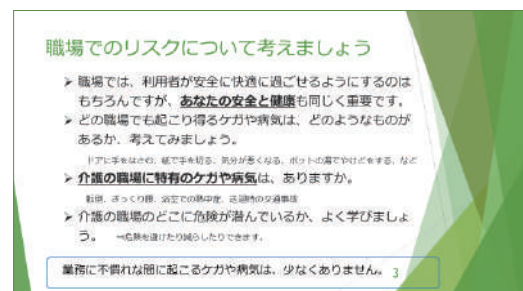 職場でのリスクについて考えましょう
➢ 職場では、利用者が安全に快適に過ごせるようにするのは
もちろんですが、あなたの安全と健康も同じく重要です。
➢ どの職場でも起こり得るケガや病気は、どのようなものが
あるか、考えてみましょう。
ドアに手をはさむ、紙で手を切る、気分が悪くなる、ポットの湯でやけどをする、など
➢ 介護の職場に特有のケガや病気は、ありますか。
転倒、ぎっくり腰、浴室での熱中症、送迎時の交通事故
➢ 介護の職場のどこに危険が潜んでいるか、よく学びましょ
う。 ⇒危険を避けたり減らしたりできます。
業務に不慣れな間に起こるケガや病気は、少なくありません。 3